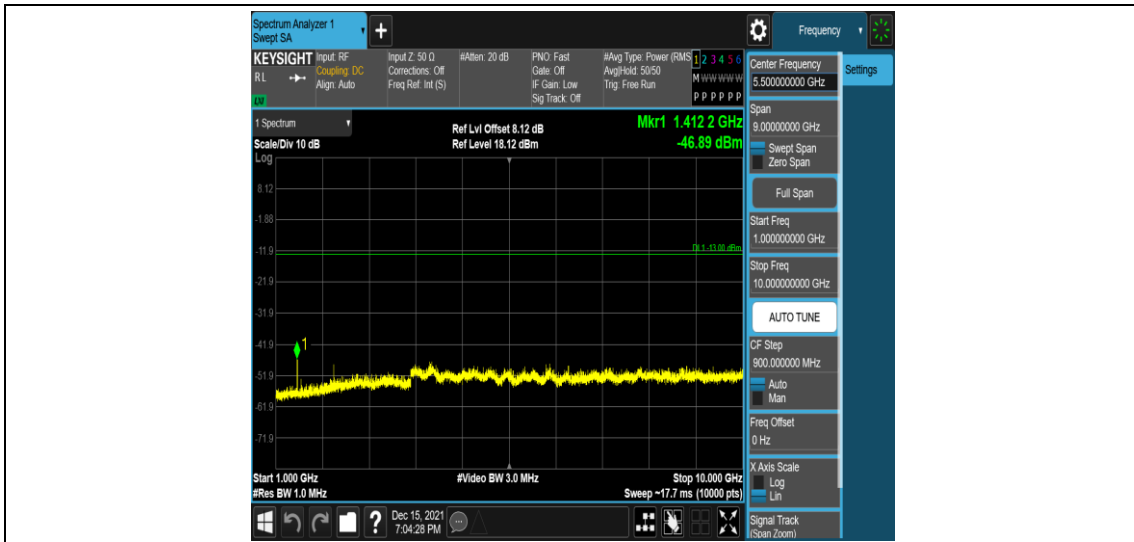 Spectrum Analyzer 1
Swept SA
+
Frequency
KEYSIGHT
RL
Input: RF
Coupling: DC
Align: Auto
Input Z: 50 Ω
Corrections: Off
Freq Ref: Int (S)
#Atten: 20 dB
PNO: Fast
Gate: Off
IF Gain: Low
Sig Track: Off
#Avg Type: Power (RMS
Avg|Hold: 50/50
Trig: Free Run
1 2 3 4 5 6
M W W W W W
P P P P P P
1 Spectrum
Scale/Div 10 dB
Log
Ref Lvl Offset 8.12 dB
Ref Level 18.12 dBm
Mkr1 1.412 2 GHz
-46.89 dBm
8.12
-1.88
-11.9
DL1 -13.00 dBm
-21.9
-31.9
-41.9
1
-51.9
-61.9
-71.9
Start 1.000 GHz
#Res BW 1.0 MHz
#Video BW 3.0 MHz
Stop 10.000 GHz
Sweep ~17.7 ms (10000 pts)
?
Dec 15, 2021
7:04:28 PM
Center Frequency
5.500000000 GHz
Settings
Span
9.00000000 GHz
Swept Span
Zero Span
Full Span
Start Freq
1.000000000 GHz
Stop Freq
10.000000000 GHz
AUTO TUNE
CF Step
900.000000 MHz
Auto
Man
Freq Offset
0 Hz
X Axis Scale
Log
Lin
Signal Track
(Span Zoom)